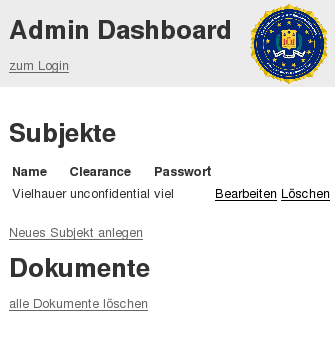 Admin Dashboard
zum Login
Subjekte
Name Clearance Passwort
Vielhauer unconfidential viel Bearbeiten Löschen
Neues Subjekt anlegen
Dokumente
alle Dokumente löschen